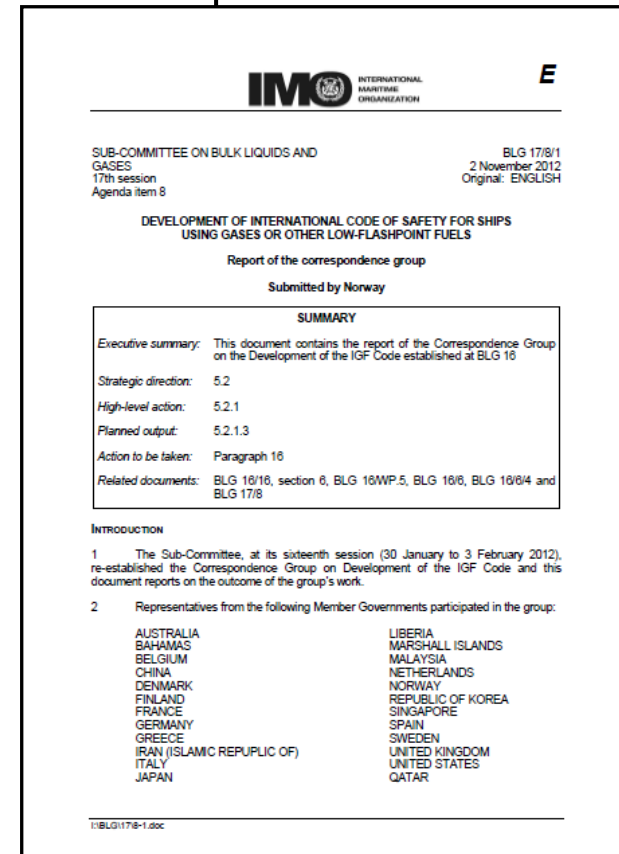 IMO INTERNATIONAL
MARITIME
ORGANIZATION
E
SUB-COMMITTEE ON BULK LIQUIDS AND
GASES
17th session
Agenda item 8
BLG 17/8/1
2 November 2012
Original: ENGLISH
DEVELOPMENT OF INTERNATIONAL CODE OF SAFETY FOR SHIPS
USING GASES OR OTHER LOW-FLASHPOINT FUELS
Report of the correspondence group
Submitted by Norway
SUMMARY
Executive summary: This document contains the report of the Correspondence Group
on the Development of the IGF Code established at BLG 16
Strategic direction: 5.2
High-level action: 5.2.1
Planned output: 5.2.1.3
Action to be taken: Paragraph 16
Related documents: BLG 16/16, section 6, BLG 16/WP.5, BLG 16/6, BLG 16/6/4 and
BLG 17/8
INTRODUCTION
1 The Sub-Committee, at its sixteenth session (30 January to 3 February 2012),
re-established the Correspondence Group on Development of the IGF Code and this
document reports on the outcome of the group's work.
2 Representatives from the following Member Governments participated in the group:
AUSTRALIA
BAHAMAS
BELGIUM
CHINA
DENMARK
FINLAND
FRANCE
GERMANY
GREECE
IRAN (ISLAMIC REPUPLIC OF)
ITALY
JAPAN
LIBERIA
MARSHALL ISLANDS
MALAYSIA
NETHERLANDS
NORWAY
REPUBLIC OF KOREA
SINGAPORE
SPAIN
SWEDEN
UNITED KINGDOM
UNITED STATES
QATAR
I:\BLG\17\8-1.doc